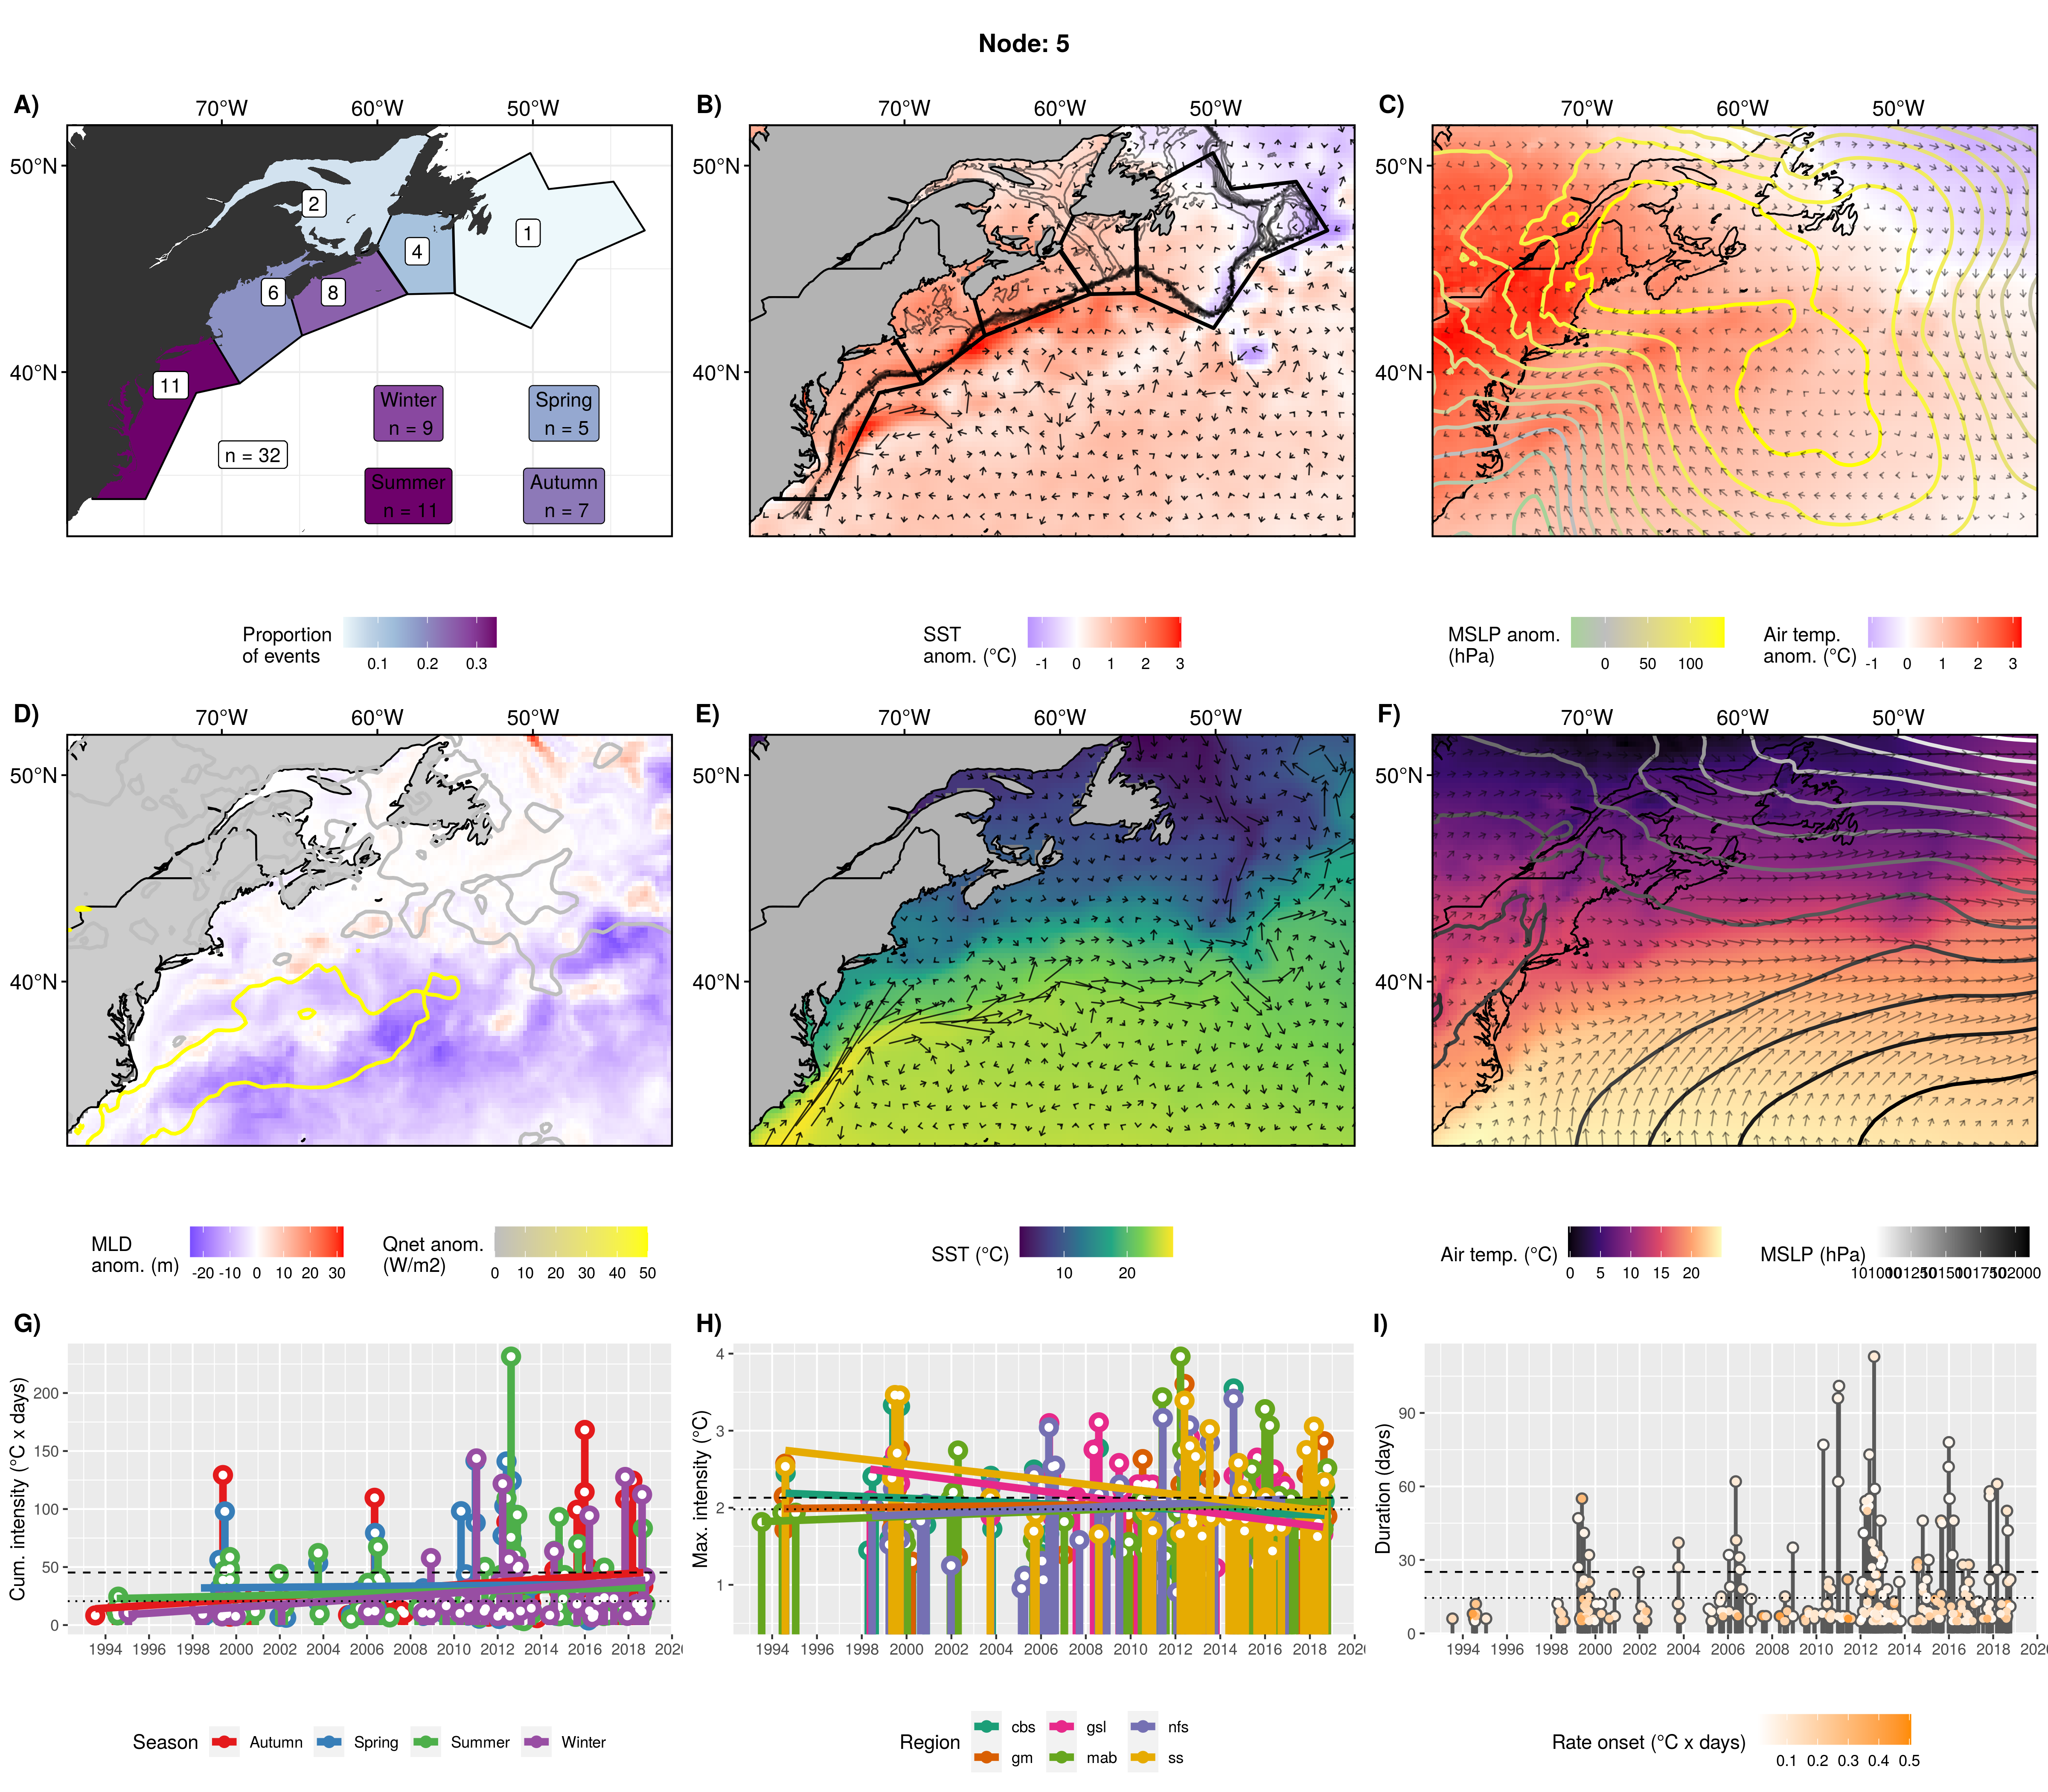 Node: 5
A)
70°W 60°W 50°W
50°N
40°N
2
4
1
6
8
11
n = 32
Winter
n = 9
Spring
n = 5
Summer
n = 11
Autumn
n = 7
Proportion
of events
0.1 0.2 0.3
B)
70°W 60°W 50°W
50°N
40°N
SST
anom. (°C)
-1 0 1 2 3
C)
70°W 60°W 50°W
50°N
40°N
MSLP anom.
(hPa)
0 50 100
Air temp.
anom. (°C)
-1 0 1 2 3
D)
70°W 60°W 50°W
50°N
40°N
MLD
anom. (m)
-20 -10 0 10 20 30
Qnet anom.
(W/m2)
0 10 20 30 40 50
E)
70°W 60°W 50°W
50°N
40°N
SST (°C)
10 20
F)
70°W 60°W 50°W
50°N
40°N
Air temp. (°C)
0 5 10 15 20
MSLP (hPa)
G)
Cum. intensity (°C x days)
200
150
100
50
0
1994 1996 1998 2000 2002 2004 2006 2008 2010 2012 2014 2016 2018
Season Autumn Spring Summer Winter
H)
Max. intensity (°C)
4
3
2
1
1994 1996 1998 2000 2002 2004 2006 2008 2010 2012 2014 2016 2018
Region
cbs gsl nfs
gm mab ss
I)
Duration (days)
90
60
30
0
1994 1996 1998 2000 2002 2004 2006 2008 2010 2012 2014 2016 2018
Rate onset (°C x days)
0.1 0.2 0.3 0.4 0.5